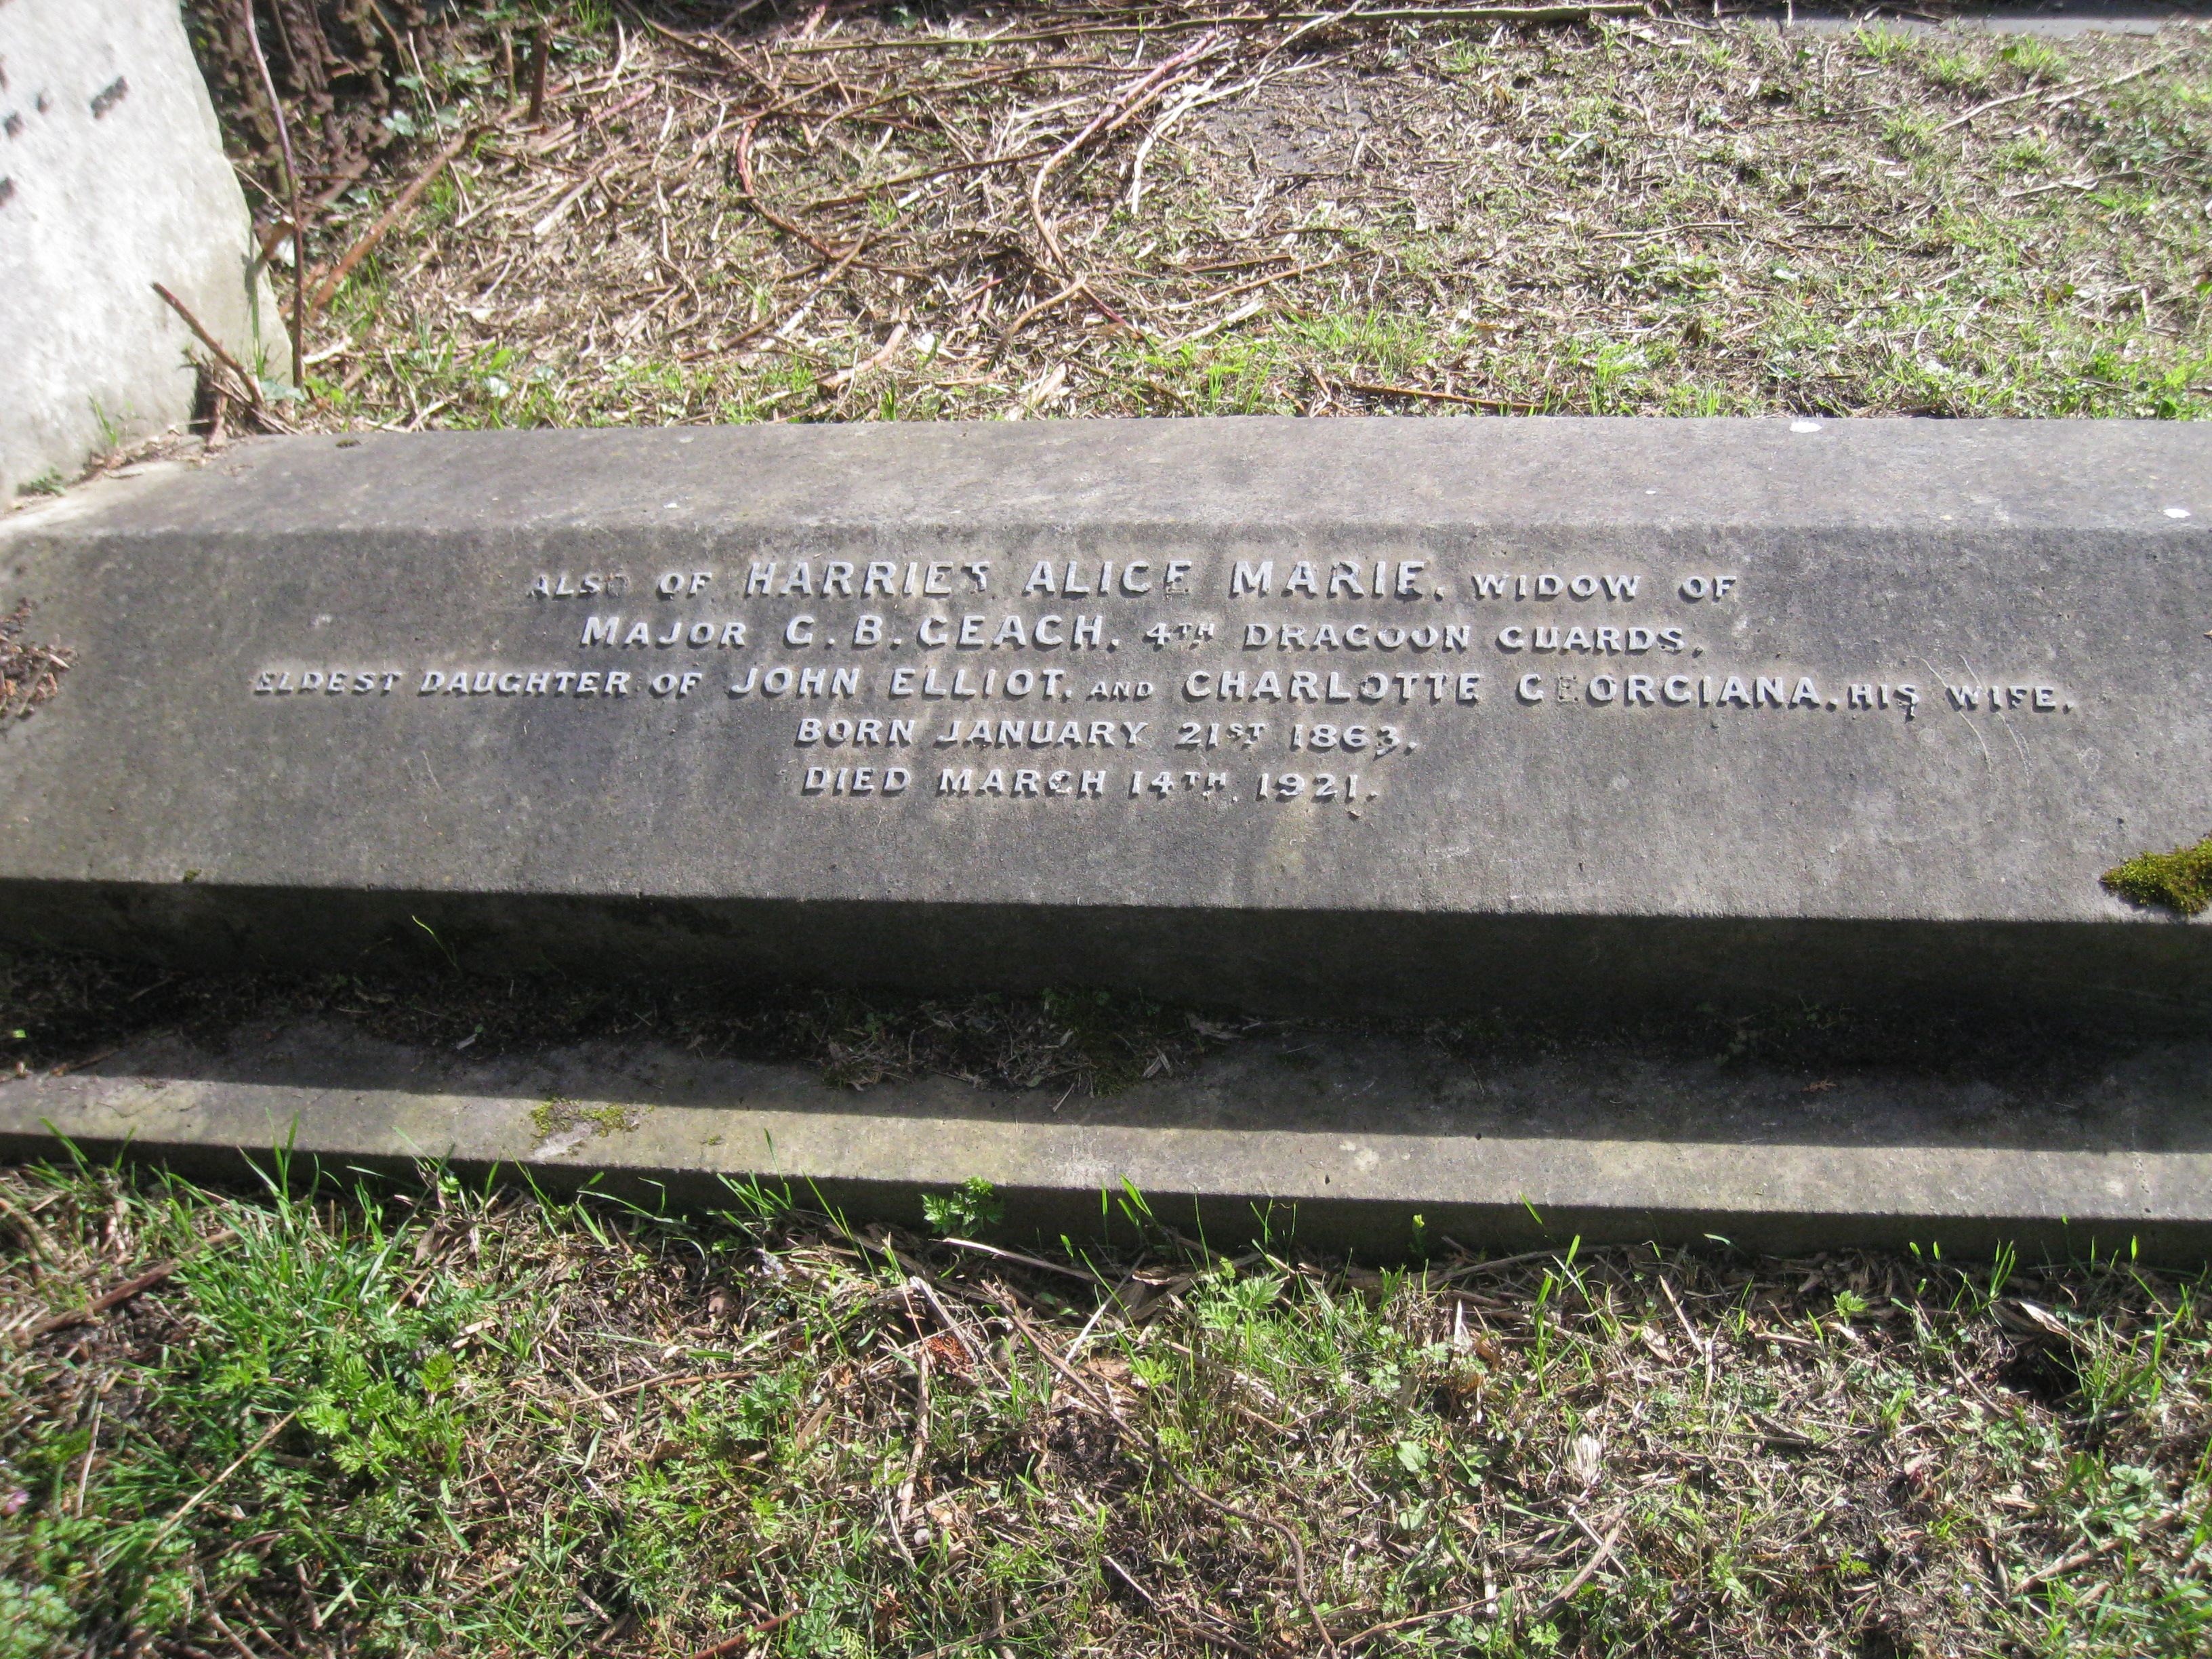 ALSO OF HARRIET ALICE MARIE, WIDOW OF
MAJOR G.B. GEACH, 4TH DRAGOON GUARDS,
ELDEST DAUGHTER OF JOHN ELLIOT, AND CHARLOTTE GEORGIANA, HIS WIFE.
BORN JANUARY 21ST 1863,
DIED MARCH 14TH, 1921.